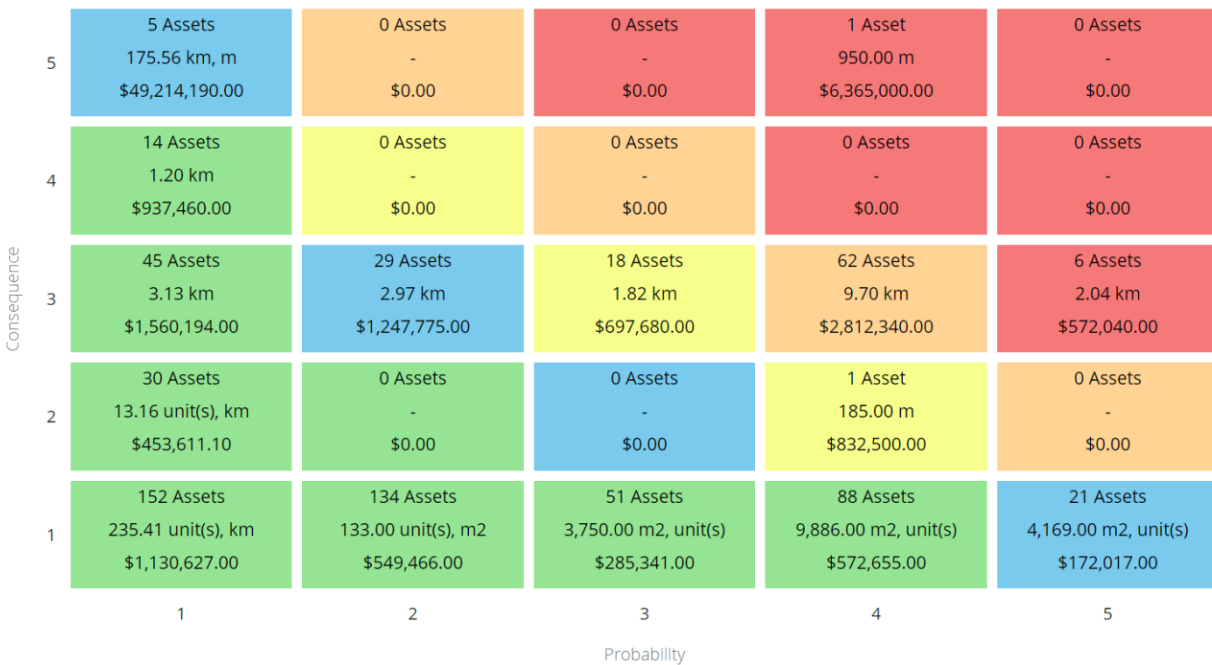 5 Assets
175.56 km, m
$49,214,190.00
0 Assets
-
$0.00
0 Assets
-
$0.00
1 Asset
950.00 m
$6,365,000.00
0 Assets
-
$0.00
5
14 Assets
1.20 km
$937,460.00
0 Assets
-
$0.00
0 Assets
-
$0.00
0 Assets
-
$0.00
0 Assets
-
$0.00
4
45 Assets
3.13 km
$1,560,194.00
29 Assets
2.97 km
$1,247,775.00
18 Assets
1.82 km
$697,680.00
62 Assets
9.70 km
$2,812,340.00
6 Assets
2.04 km
$572,040.00
3
Consequence
30 Assets
13.16 unit(s), km
$453,611.10
0 Assets
-
$0.00
0 Assets
-
$0.00
1 Asset
185.00 m
$832,500.00
0 Assets
-
$0.00
2
152 Assets
235.41 unit(s), km
$1,130,627.00
134 Assets
133.00 unit(s), m2
$549,466.00
51 Assets
3,750.00 m2, unit(s)
$285,341.00
88 Assets
9,886.00 m2, unit(s)
$572,655.00
21 Assets
4,169.00 m2, unit(s)
$172,017.00
1
1
2
3
4
5
Probability